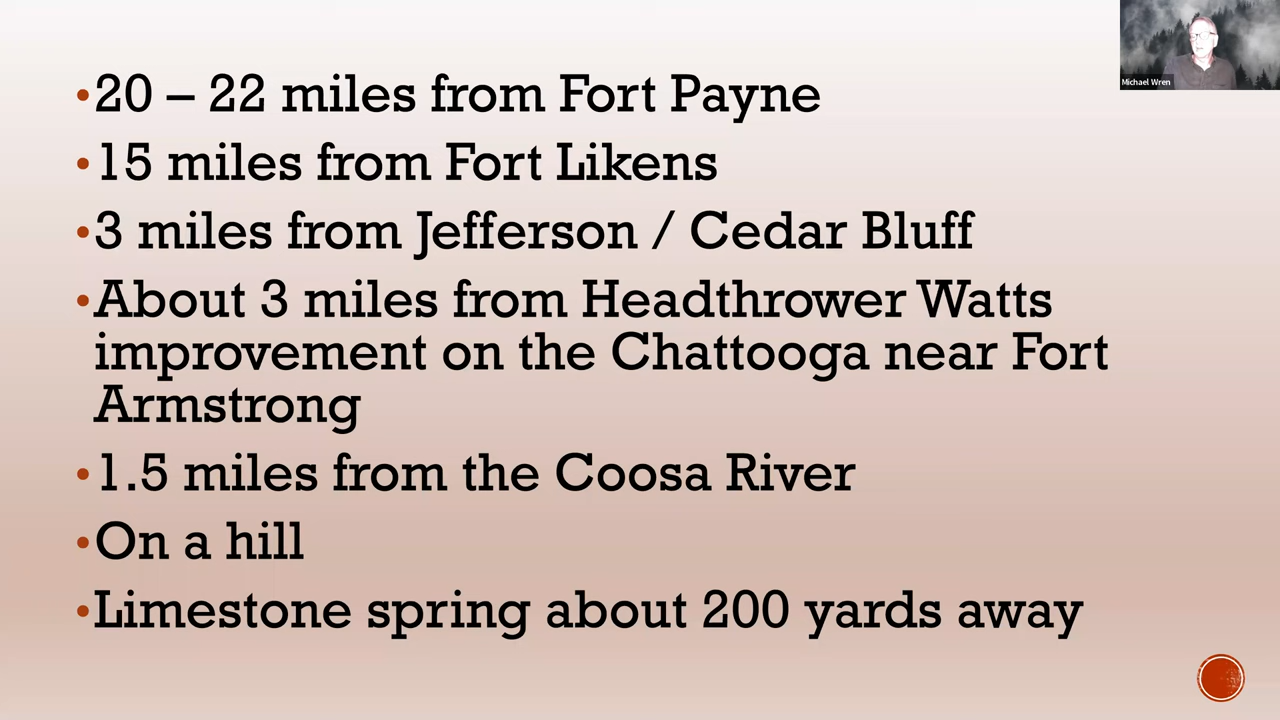 Michael Wren
•20 – 22 miles from Fort Payne
•15 miles from Fort Likens
•3 miles from Jefferson / Cedar Bluff
•About 3 miles from Headthrower Watts
improvement on the Chattooga near Fort
Armstrong
•1.5 miles from the Coosa River
•On a hill
•Limestone spring about 200 yards away